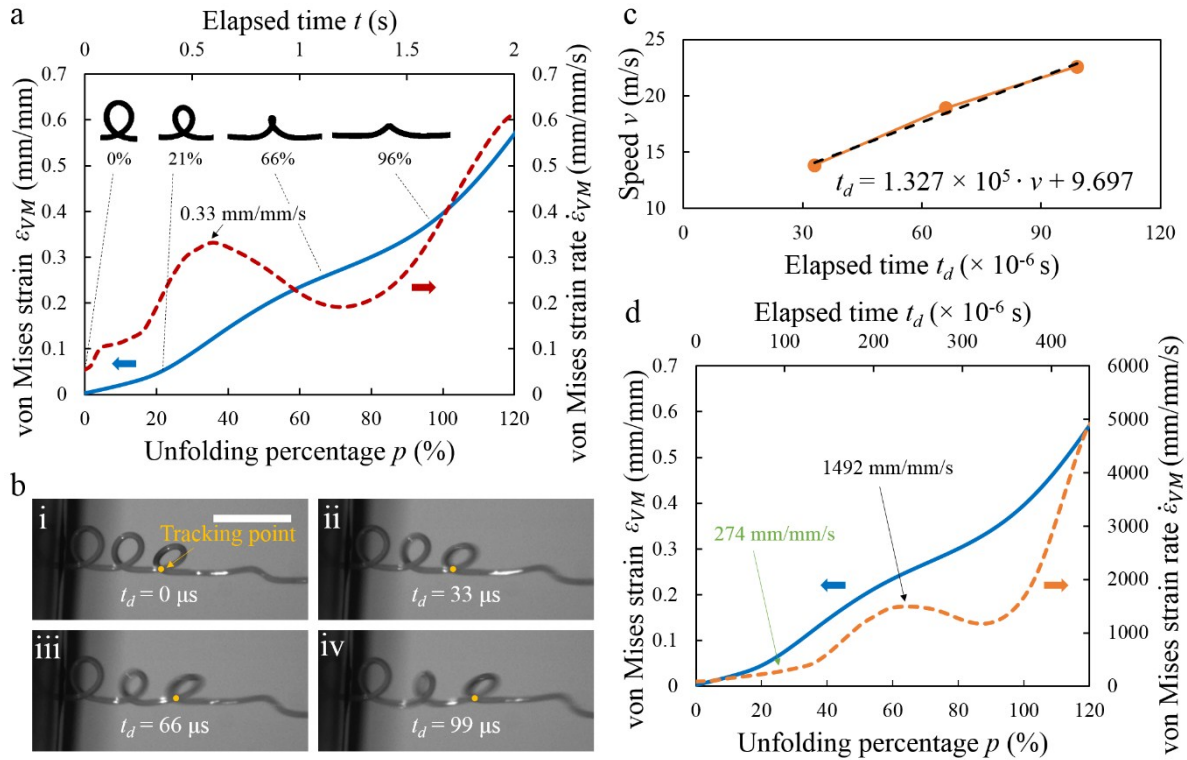 a
Elapsed time t (s)
0 0.5 1 1.5 2
von Mises strain ε_VM (mm/mm)
0.7
0.6
0.5
0.4
0.3
0.2
0.1
0
0% 21% 66% 96%
0.33 mm/mm/s
0.7
0.6
0.5
0.4
0.3
0.2
0.1
0
von Mises strain rate ε̇_VM (mm/mm/s)
0 20 40 60 80 100 120
Unfolding percentage p (%)
b
i
Tracking point
t_d = 0 μs
ii
t_d = 33 μs
iii
t_d = 66 μs
iv
t_d = 99 μs
c
Speed v (m/s)
25
20
15
10
t_d = 1.327 × 10⁵ · v + 9.697
0 30 60 90 120
Elapsed time t_d (× 10⁻⁶ s)
d
Elapsed time t_d (× 10⁻⁶ s)
0 100 200 300 400
von Mises strain ε_VM (mm/mm)
0.7
0.6
0.5
0.4
0.3
0.2
0.1
0
274 mm/mm/s
1492 mm/mm/s
6000
5000
4000
3000
2000
1000
0
von Mises strain rate ε̇_VM (mm/mm/s)
0 20 40 60 80 100 120
Unfolding percentage p (%)